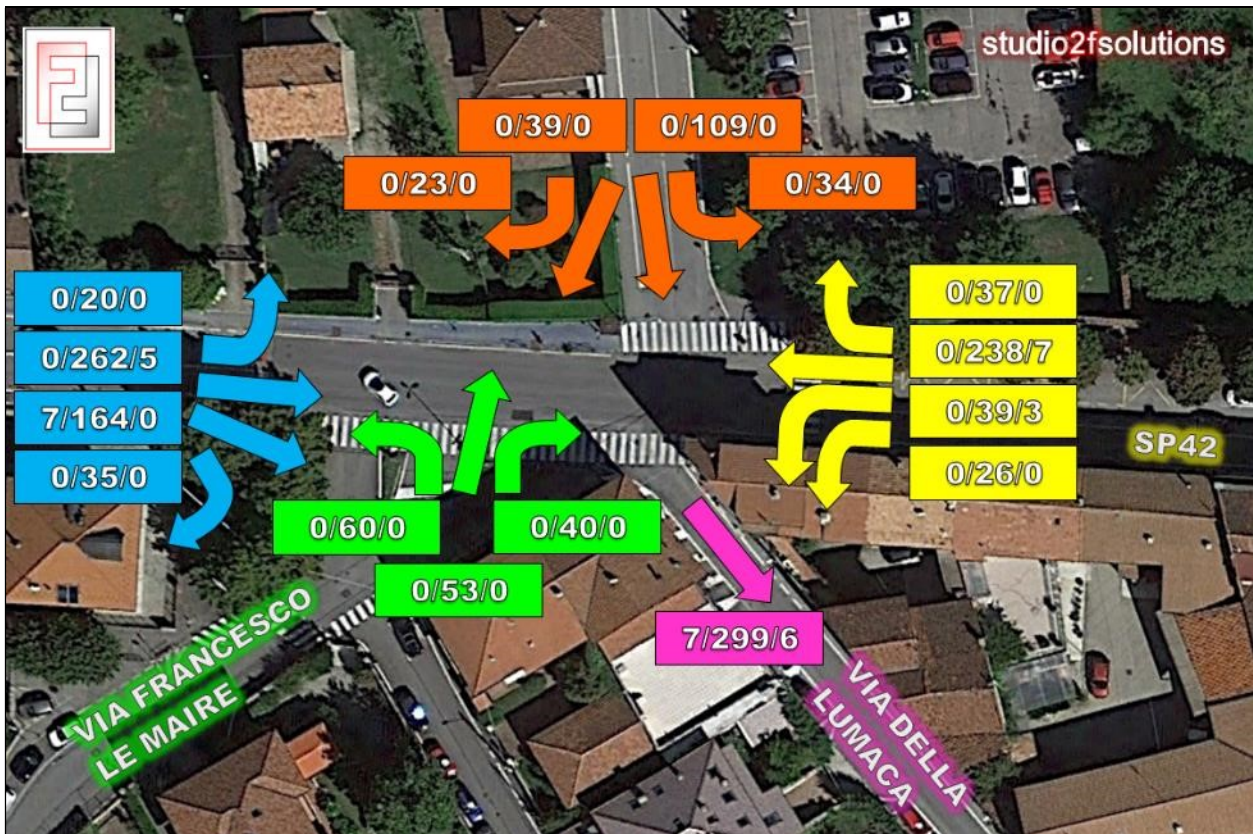 studio2fsolutions
0/39/0
0/109/0
0/23/0
0/34/0
0/20/0
0/262/5
7/164/0
0/35/0
0/37/0
0/238/7
0/39/3
0/26/0
SP42
0/60/0
0/40/0
0/53/0
7/299/6
VIA FRANCESCO
LE MAIRE
VIA DELLA
LUMACA